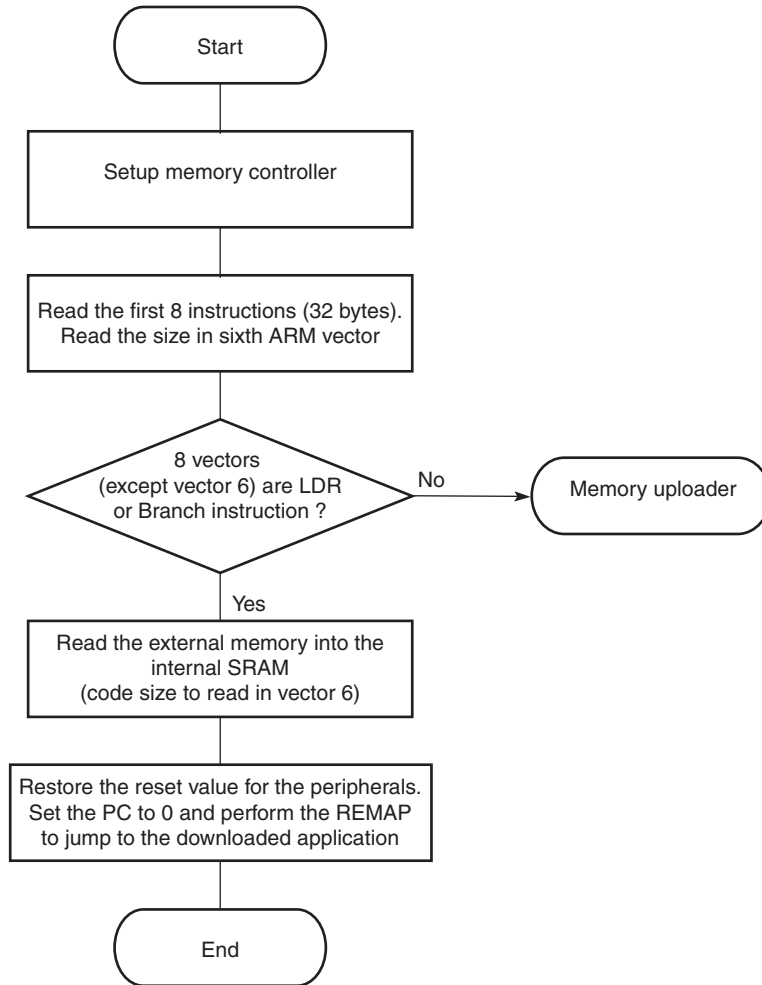 Start
Setup memory controller
Read the first 8 instructions (32 bytes).
Read the size in sixth ARM vector
8 vectors
(except vector 6) are LDR
or Branch instruction ?
No
Memory uploader
Yes
Read the external memory into the
internal SRAM
(code size to read in vector 6)
Restore the reset value for the peripherals.
Set the PC to 0 and perform the REMAP
to jump to the downloaded application
End